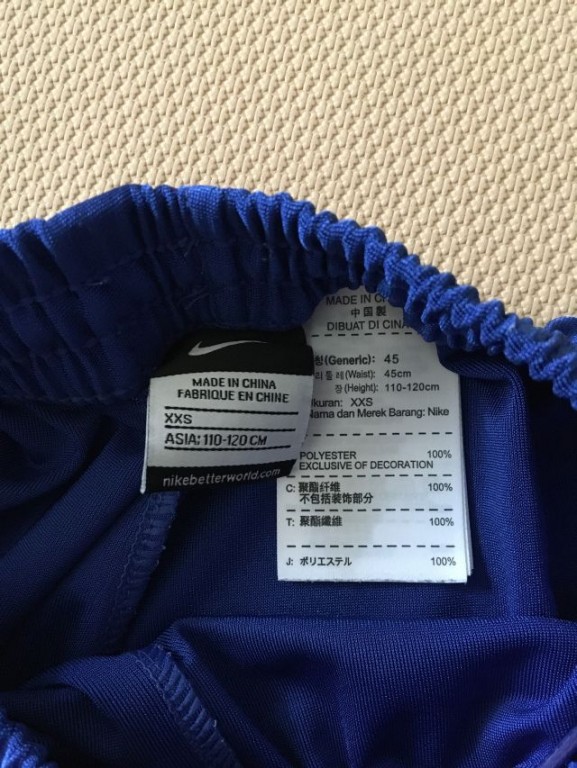 MADE IN CHINA
FABRIQUE EN CHINE
XXS
ASIA: 110-120 CM
nikebetterworld.com
MADE IN
中国製
DIBUAT DI CINA
(Generic): 45
(Waist): 45cm
장(Height): 110-120cm
XXS
Nama dan Merek Barang: Nike
POLYESTER 100%
EXCLUSIVE OF DECORATION
C: 聚酯纤维 100%
不包括装饰部分
T: 聚酯纖維 100%
J: ポリエステル 100%